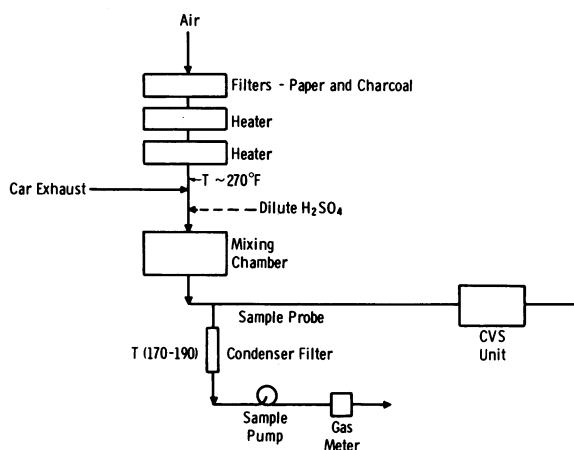 Air
Filters - Paper and Charcoal
Heater
Heater
T ~270°F
Car Exhaust
Dilute H₂SO₄
Mixing
Chamber
Sample Probe
CVS
Unit
T (170-190)
Condenser Filter
Sample
Pump
Gas
Meter